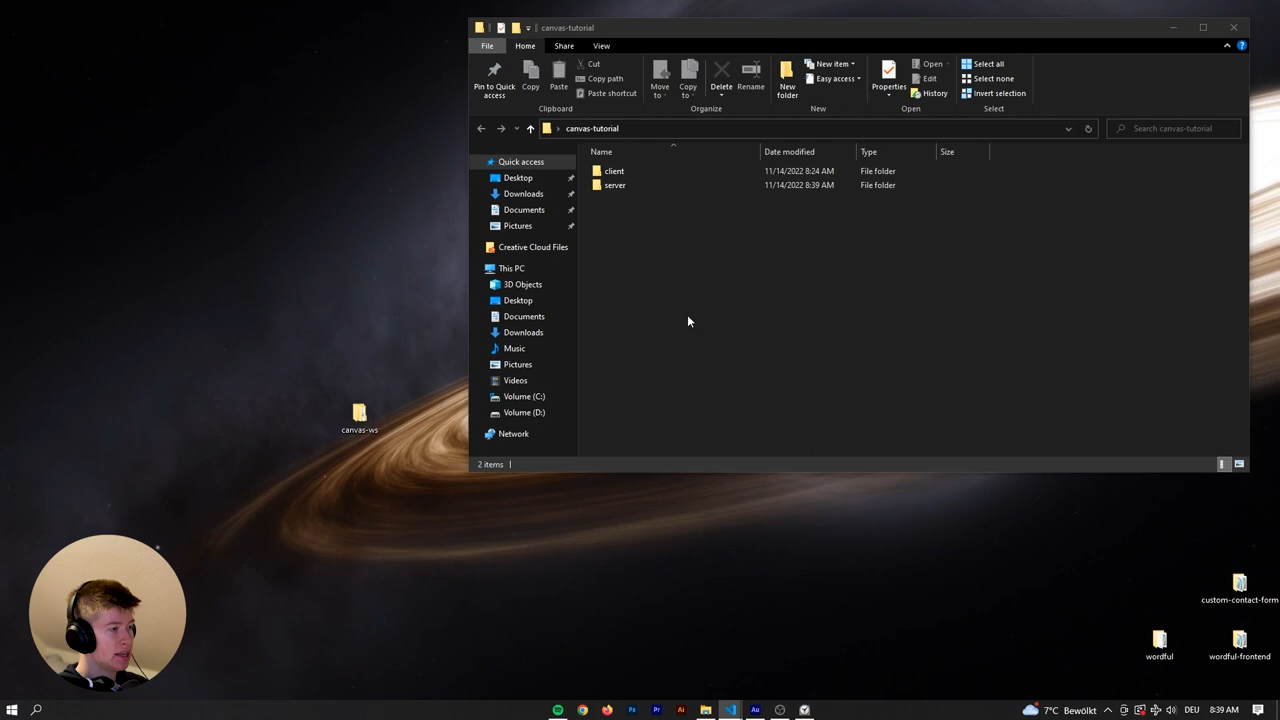 canvas-tutorial
File Home Share View
Pin to Quick access
Copy
Paste
Cut
Copy path
Paste shortcut
Clipboard
Move to
Copy to
Delete
Rename
Organize
New folder
New item
Easy access
New
Properties
Open
Edit
History
Open
Select all
Select none
Invert selection
Select
canvas-tutorial
Search canvas-tutorial
Name Date modified Type Size
client 11/14/2022 8:24 AM File folder
server 11/14/2022 8:39 AM File folder
Quick access
Desktop
Downloads
Documents
Pictures
Creative Cloud Files
This PC
3D Objects
Desktop
Documents
Downloads
Music
Pictures
Videos
Volume (C:)
Volume (D:)
Network
2 items
canvas-ws
custom-contact-form
wordful
wordful-frontend
Ps Pr Ai Au
7°C Bewölkt DEU 8:39 AM